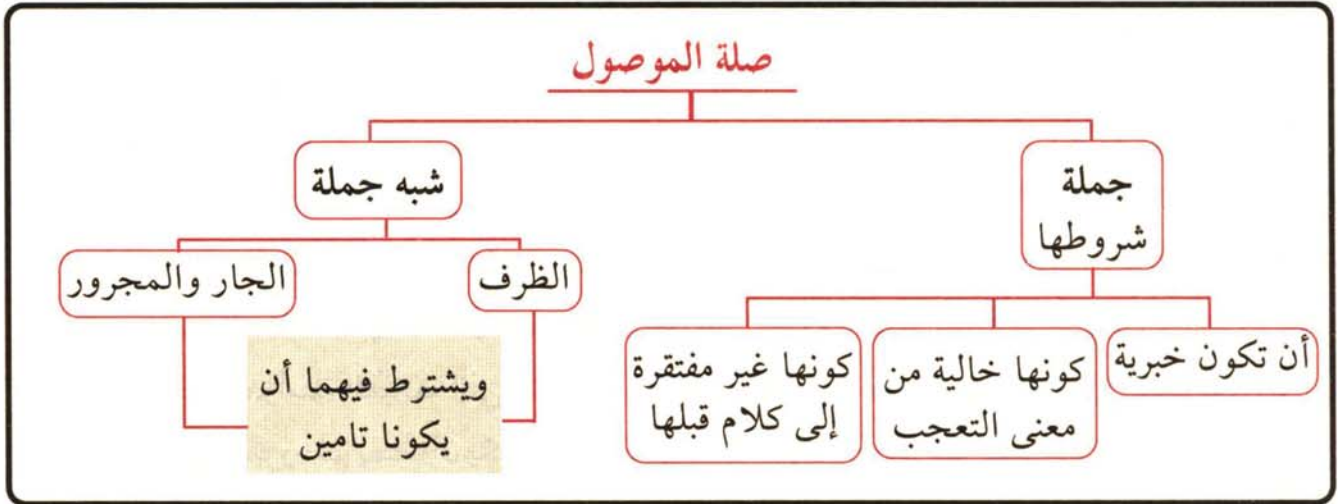 صلة الموصول
جملة
شروطها
أن تكون خبرية
كونها خالية من
معنى التعجب
كونها غير مفتقرة
إلى كلام قبلها
شبه جملة
الظرف
الجار والمجرور
ويشترط فيهما أن
يكونا تامين